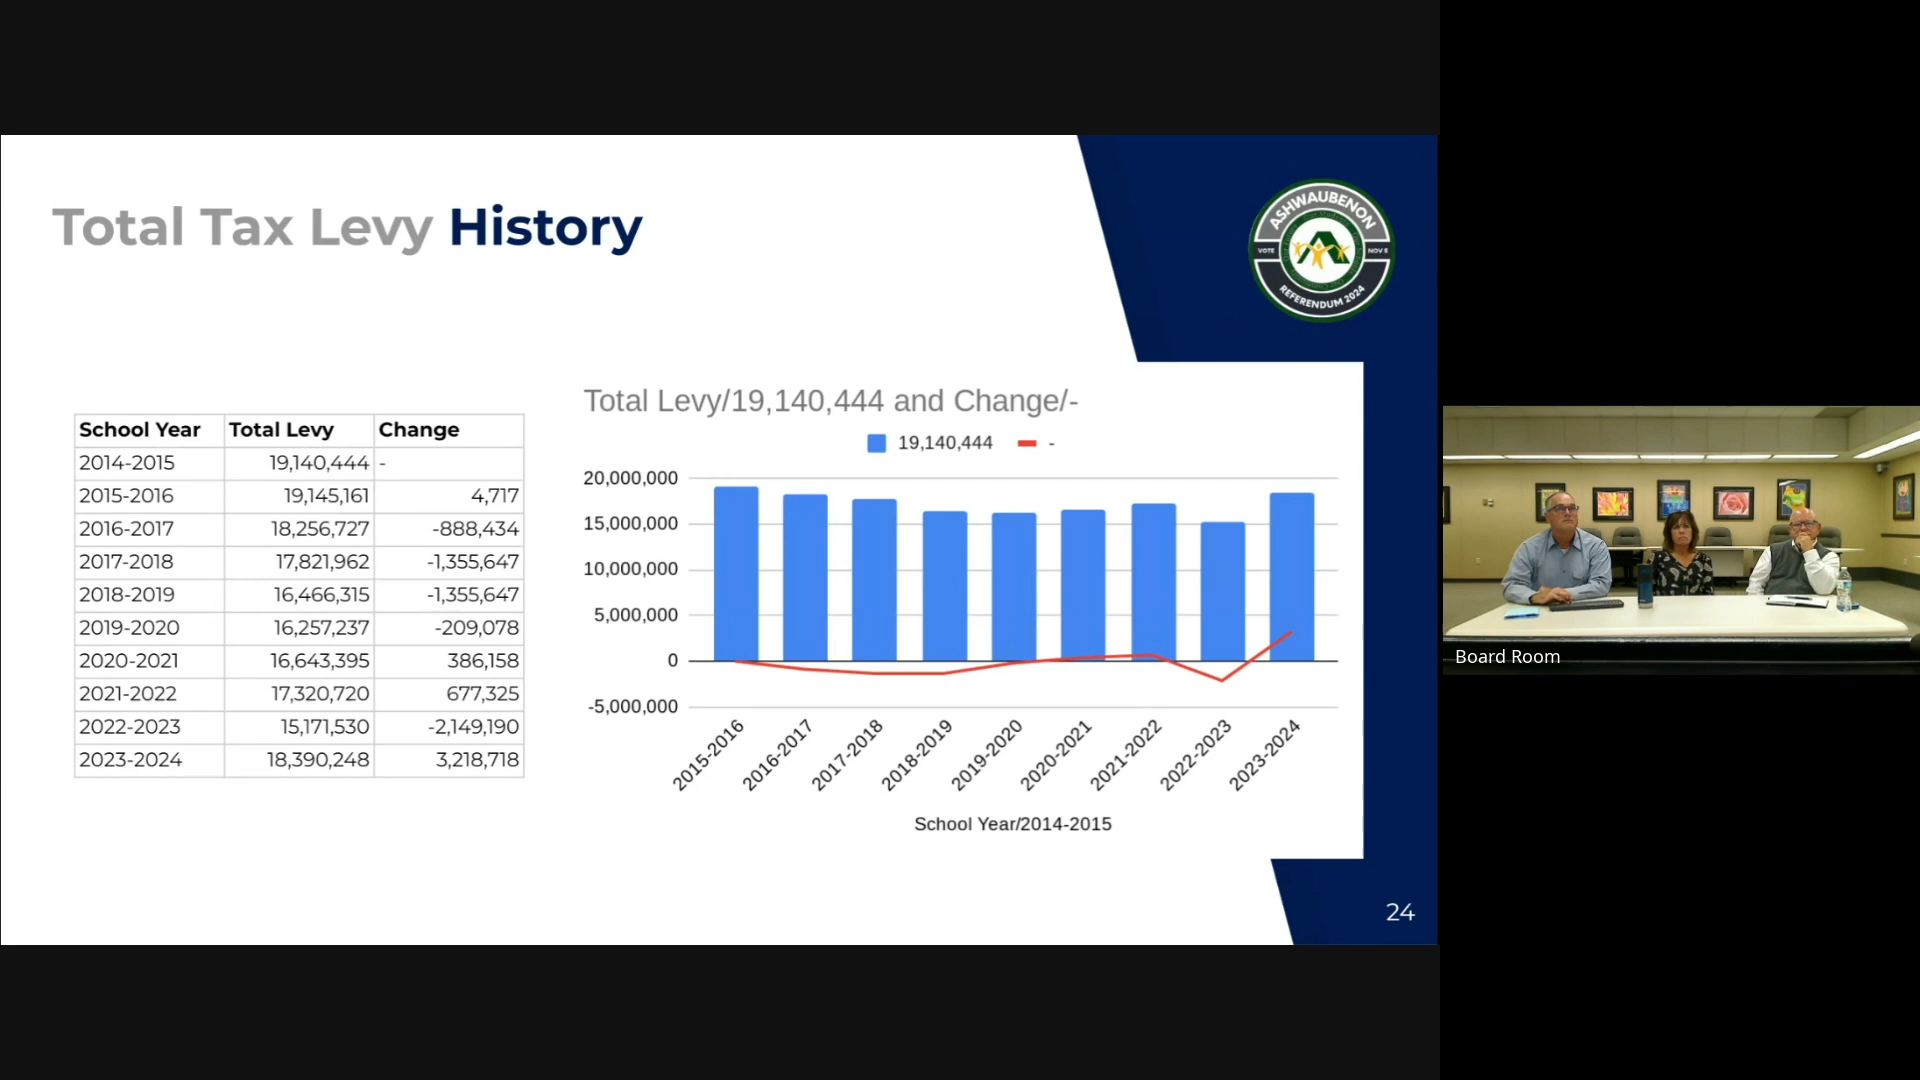 Total Tax Levy History
ASHWAUBENON
VOTE
NOV 5
REFERENDUM 2024
School Year Total Levy Change
2014-2015 19,140,444 -
2015-2016 19,145,161 4,717
2016-2017 18,256,727 -888,434
2017-2018 17,821,962 -1,355,647
2018-2019 16,466,315 -1,355,647
2019-2020 16,257,237 -209,078
2020-2021 16,643,395 386,158
2021-2022 17,320,720 677,325
2022-2023 15,171,530 -2,149,190
2023-2024 18,390,248 3,218,718
Total Levy/19,140,444 and Change/-
19,140,444 -
20,000,000
15,000,000
10,000,000
5,000,000
0
-5,000,000
2015-2016 2016-2017 2017-2018 2018-2019 2019-2020 2020-2021 2021-2022 2022-2023 2023-2024
School Year/2014-2015
24
Board Room